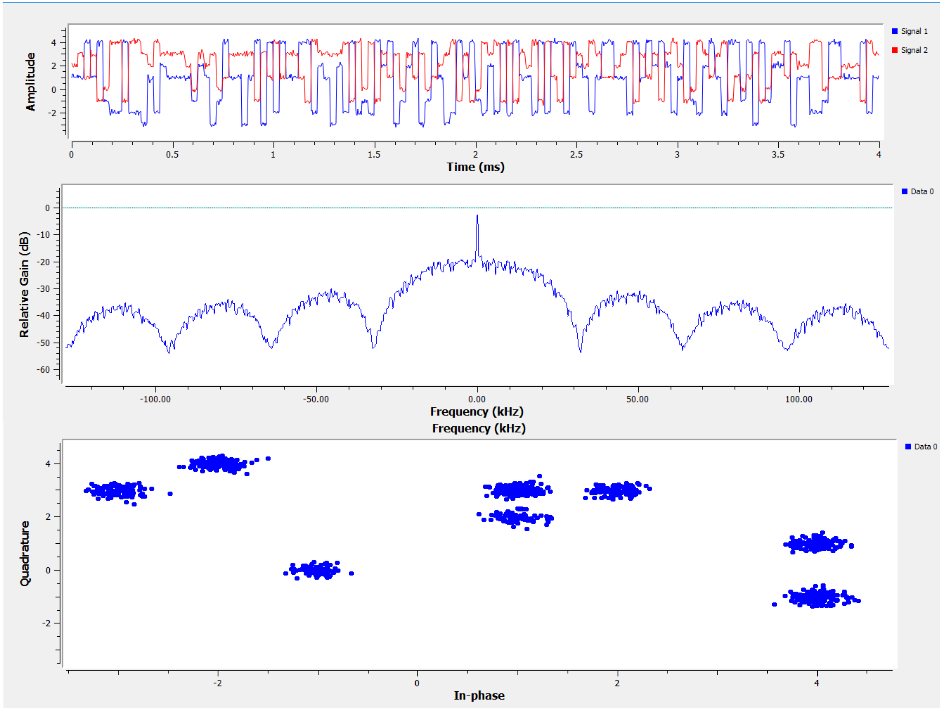 Amplitude
4
2
0
-2
Signal 1
Signal 2
0 0.5 1 1.5 2 2.5 3 3.5 4
Time (ms)
Relative Gain (dB)
0
-10
-20
-30
-40
-50
-60
Data 0
-100.00 -50.00 0.00 50.00 100.00
Frequency (kHz)
Frequency (kHz)
Quadrature
4
2
0
-2
Data 0
-2 0 2 4
In-phase